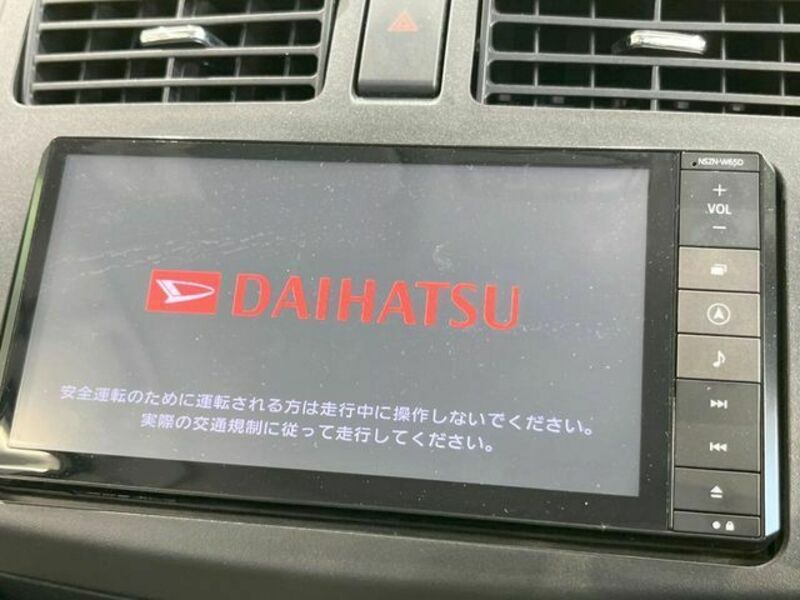 NSZN-W65D
VOL
DAIHATSU
安全運転のために運転される方は走行中に操作しないでください。
実際の交通規制に従って走行してください。